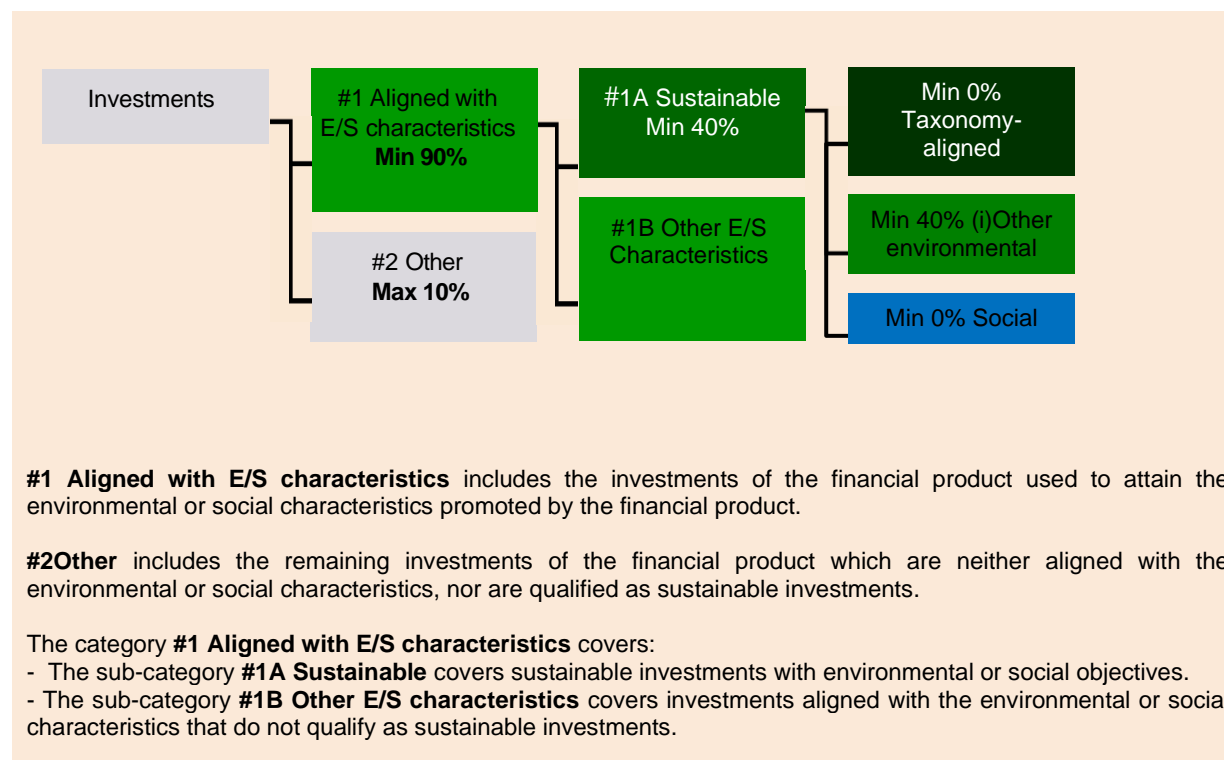 Investments
#1 Aligned with
E/S characteristics
Min 90%
#2 Other
Max 10%
#1A Sustainable
Min 40%
#1B Other E/S
Characteristics
Min 0%
Taxonomy-
aligned
Min 40% (i)Other
environmental
Min 0% Social
#1 Aligned with E/S characteristics includes the investments of the financial product used to attain the
environmental or social characteristics promoted by the financial product.
#2Other includes the remaining investments of the financial product which are neither aligned with the
environmental or social characteristics, nor are qualified as sustainable investments.
The category #1 Aligned with E/S characteristics covers:
- The sub-category #1A Sustainable covers sustainable investments with environmental or social objectives.
- The sub-category #1B Other E/S characteristics covers investments aligned with the environmental or social
characteristics that do not qualify as sustainable investments.